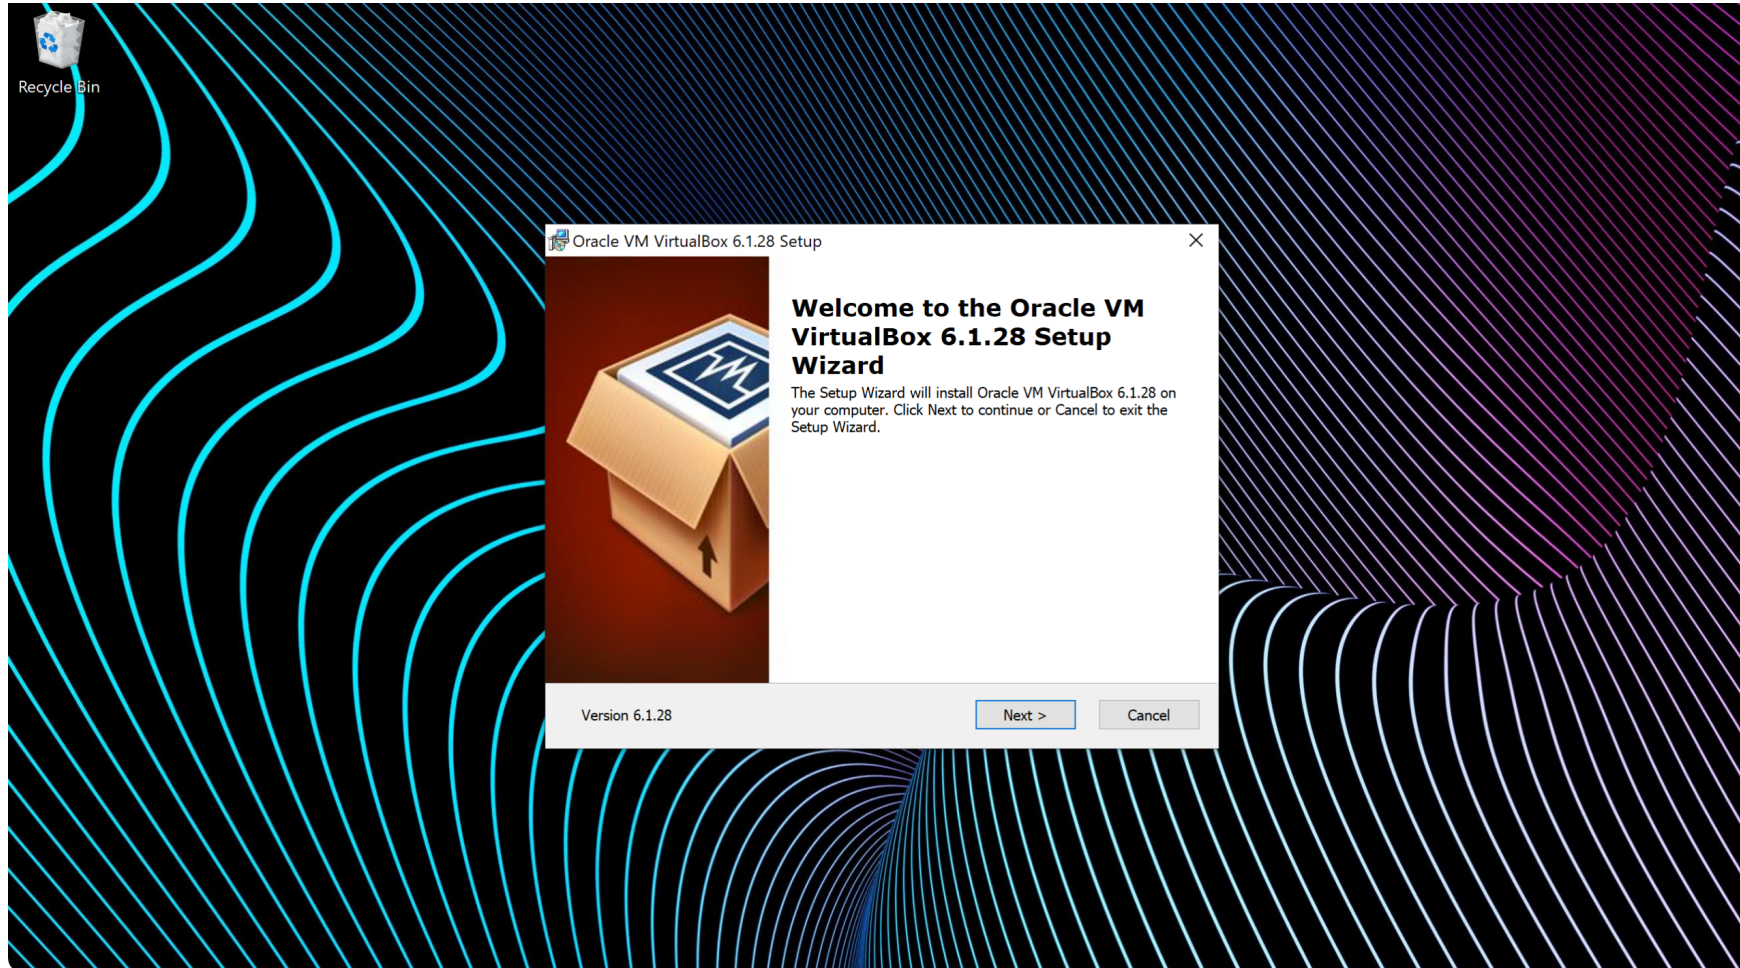 Recycle Bin
Oracle VM VirtualBox 6.1.28 Setup
Welcome to the Oracle VM
VirtualBox 6.1.28 Setup
Wizard
The Setup Wizard will install Oracle VM VirtualBox 6.1.28 on
your computer. Click Next to continue or Cancel to exit the
Setup Wizard.
Version 6.1.28
Next >
Cancel